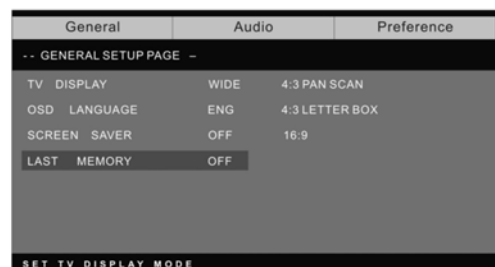 General Audio Preference
-- GENERAL SETUP PAGE –
TV DISPLAY WIDE 4:3 PAN SCAN
OSD LANGUAGE ENG 4:3 LETTER BOX
SCREEN SAVER OFF 16:9
LAST MEMORY OFF
SET TV DISPLAY MODE